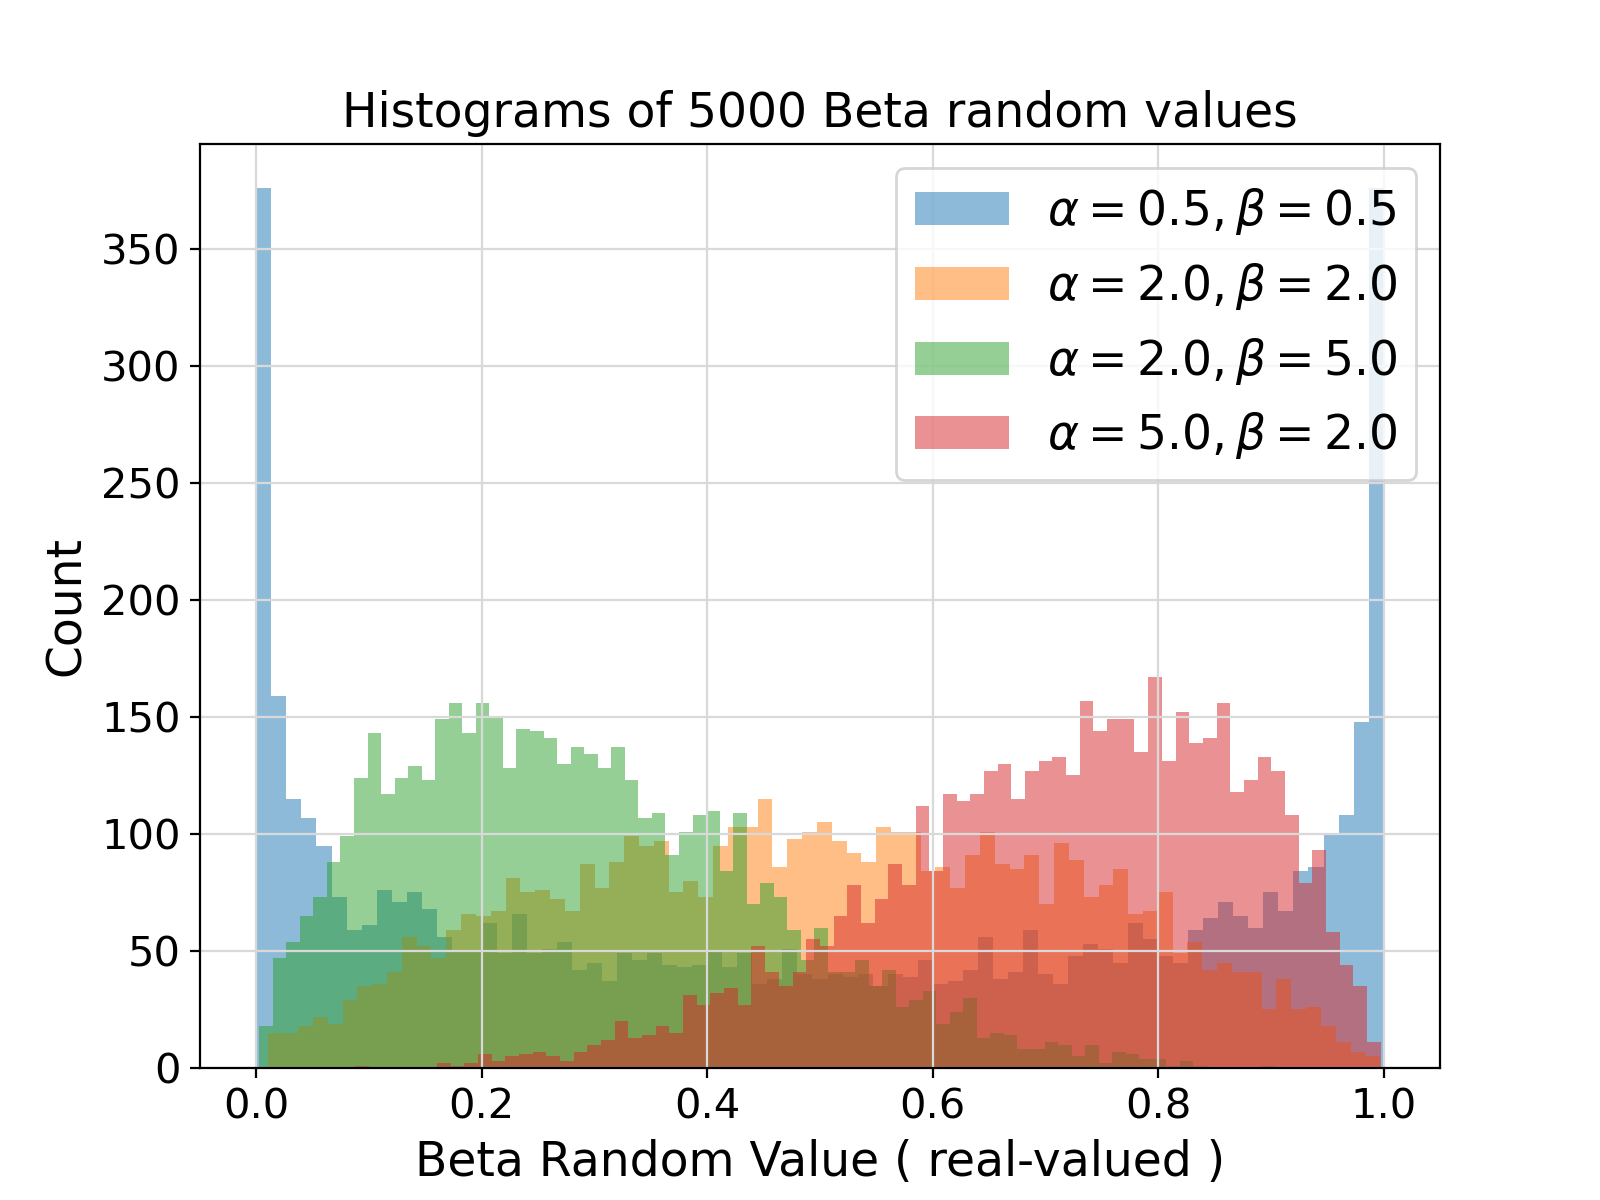 Histograms of 5000 Beta random values
α = 0.5, β = 0.5
α = 2.0, β = 2.0
α = 2.0, β = 5.0
α = 5.0, β = 2.0
350
300
250
200
150
100
50
0
Count
0.0 0.2 0.4 0.6 0.8 1.0
Beta Random Value ( real-valued )